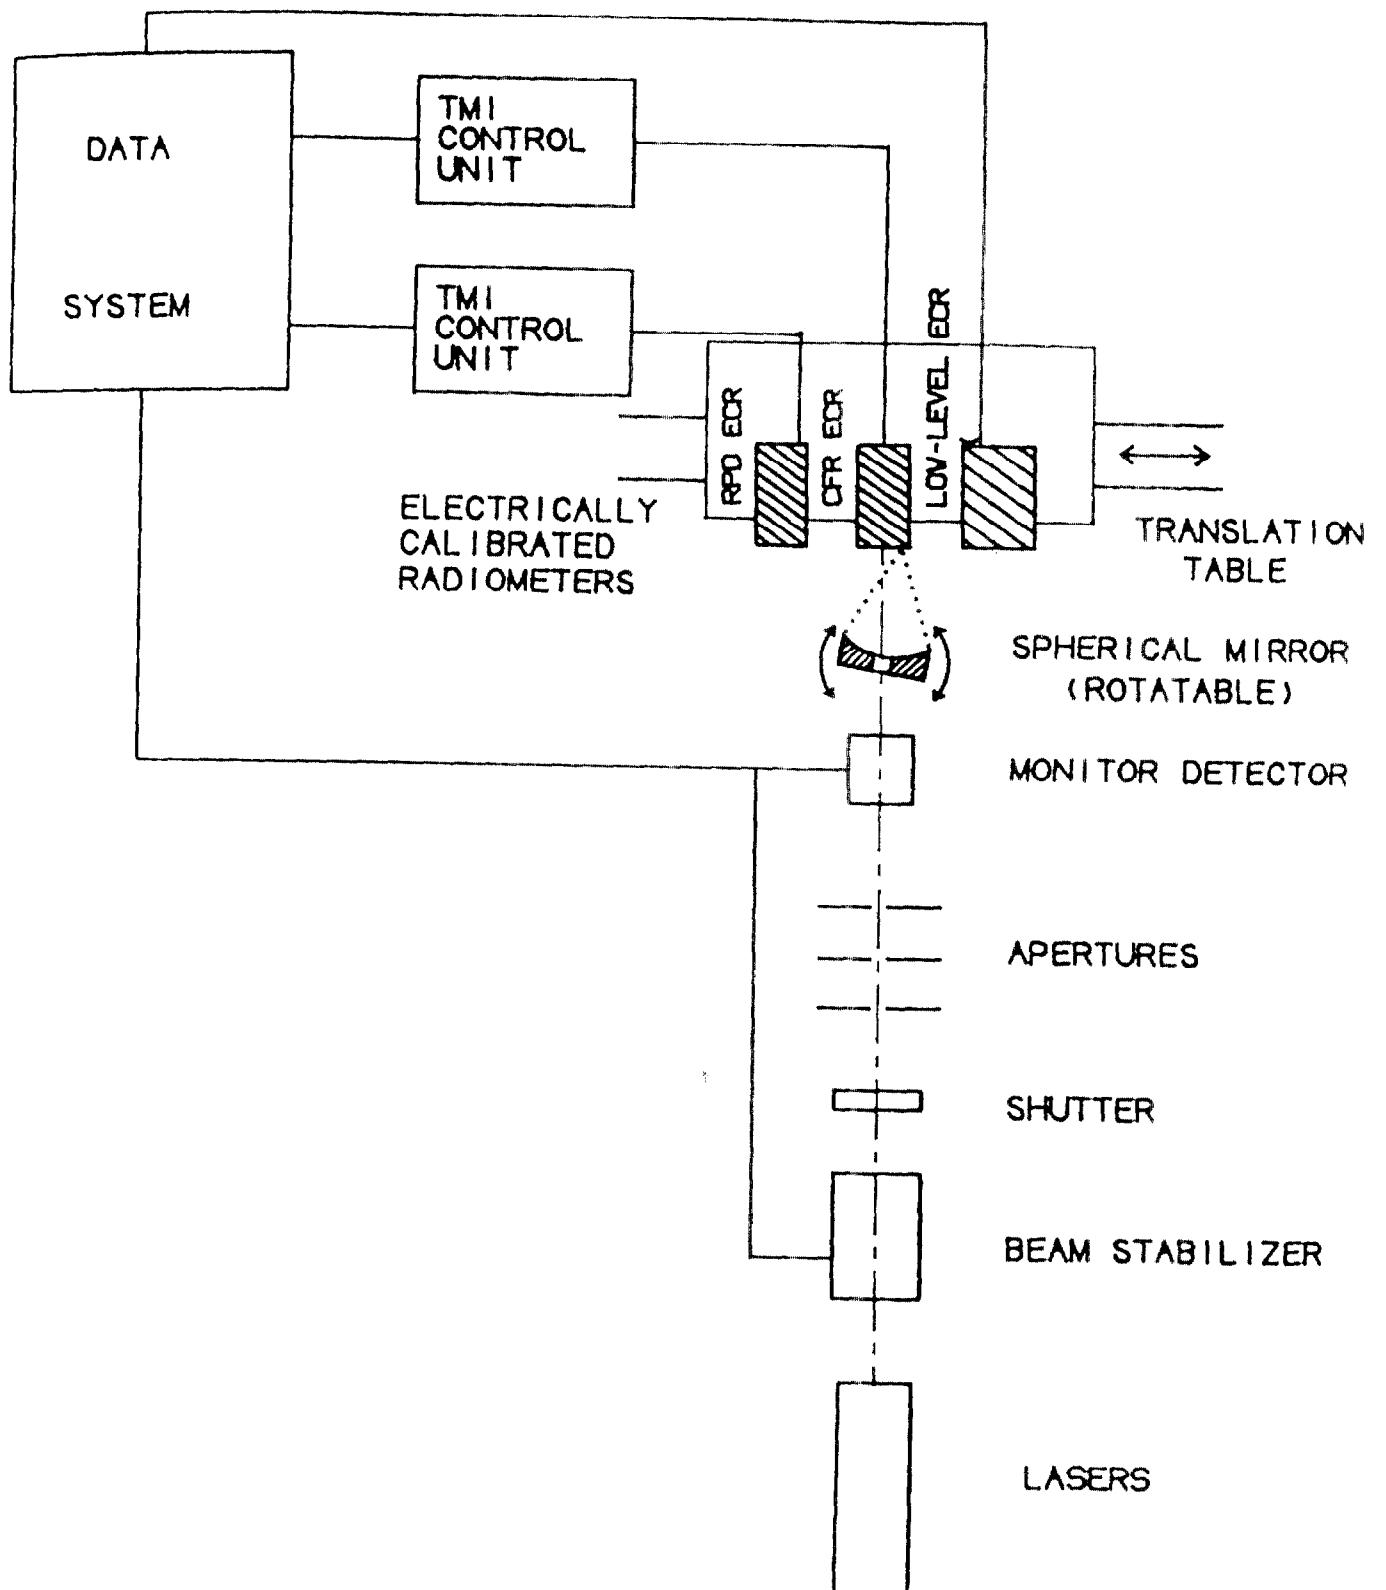 DATA
SYSTEM
TMI
CONTROL
UNIT
TMI
CONTROL
UNIT
RPD ECR
CFR ECR
LOW-LEVEL ECR
ELECTRICALLY
CALIBRATED
RADIOMETERS
TRANSLATION
TABLE
SPHERICAL MIRROR
(ROTATABLE)
MONITOR DETECTOR
APERTURES
SHUTTER
BEAM STABILIZER
LASERS